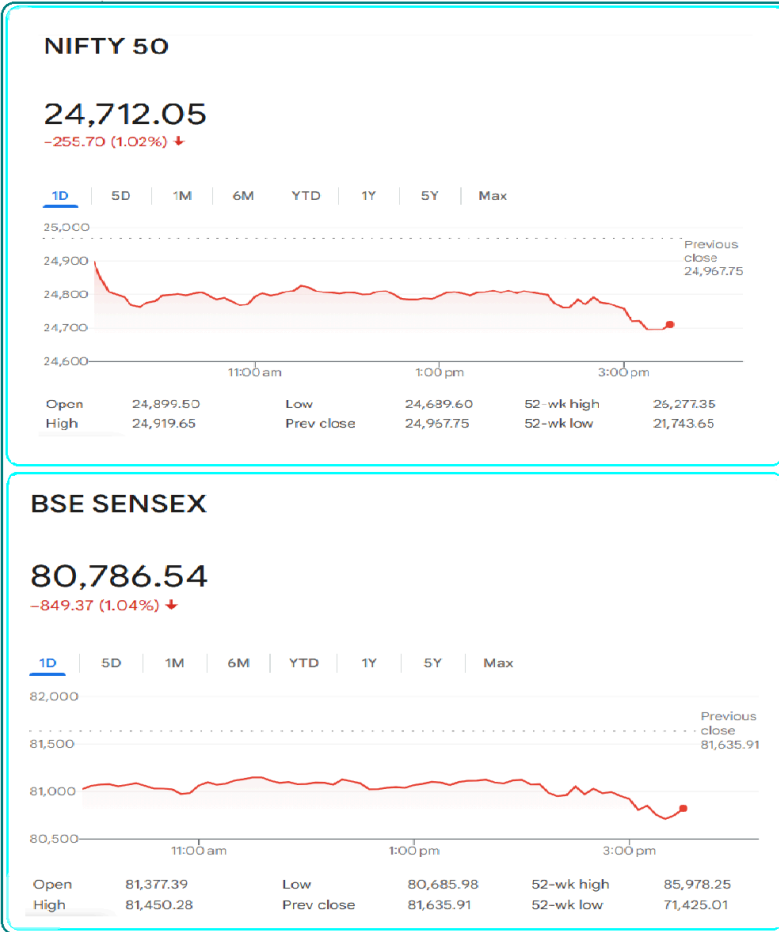 NIFTY 50
24,712.05
-255.70 (1.02%) ↓
1D 5D 1M 6M YTD 1Y 5Y Max
25,000
Previous
close
24,967.75
24,900
24,800
24,700
24,600
11:00 am 1:00 pm 3:00 pm
Open 24,899.50 Low 24,689.60 52-wk high 26,277.35
High 24,919.65 Prev close 24,967.75 52-wk low 21,743.65
BSE SENSEX
80,786.54
-849.37 (1.04%) ↓
1D 5D 1M 6M YTD 1Y 5Y Max
82,000
Previous
close
81,635.91
81,500
81,000
80,500
11:00 am 1:00 pm 3:00 pm
Open 81,377.39 Low 80,685.98 52-wk high 85,978.25
High 81,450.28 Prev close 81,635.91 52-wk low 71,425.01